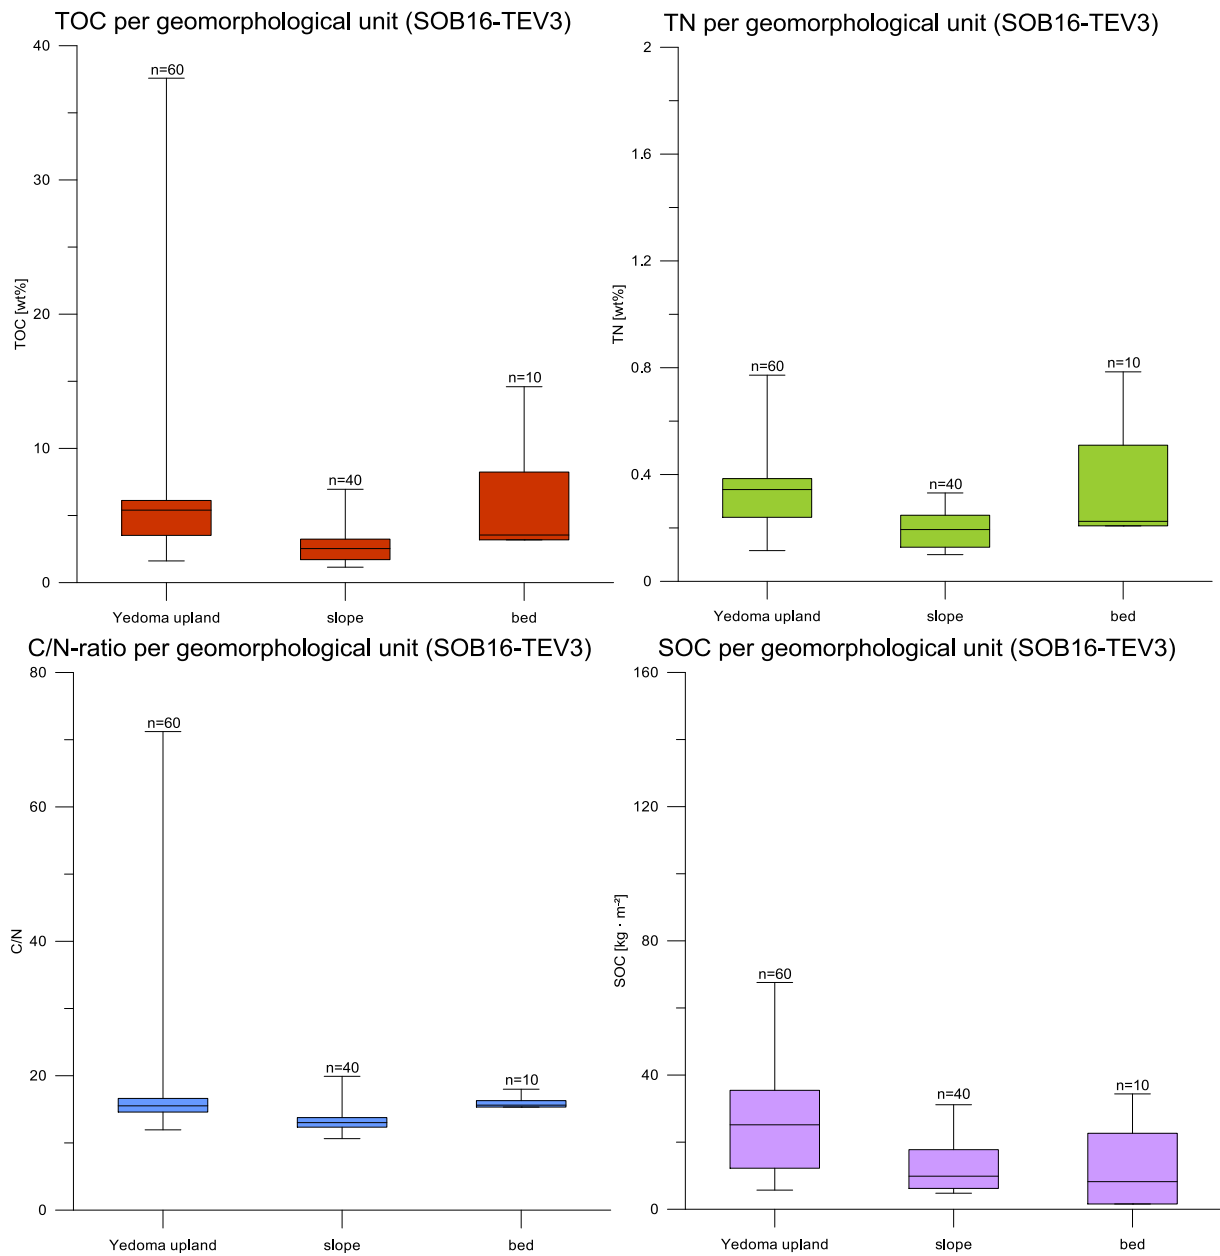 TOC per geomorphological unit (SOB16-TEV3)
40
30
20
10
0
TOC [wt%]
n=60
n=40
n=10
Yedoma upland
slope
bed
TN per geomorphological unit (SOB16-TEV3)
2
1.6
1.2
0.8
0.4
0
TN [wt%]
n=60
n=40
n=10
Yedoma upland
slope
bed
C/N-ratio per geomorphological unit (SOB16-TEV3)
80
60
40
20
0
C/N
n=60
n=40
n=10
Yedoma upland
slope
bed
SOC per geomorphological unit (SOB16-TEV3)
160
120
80
40
0
SOC [kg · m⁻²]
n=60
n=40
n=10
Yedoma upland
slope
bed